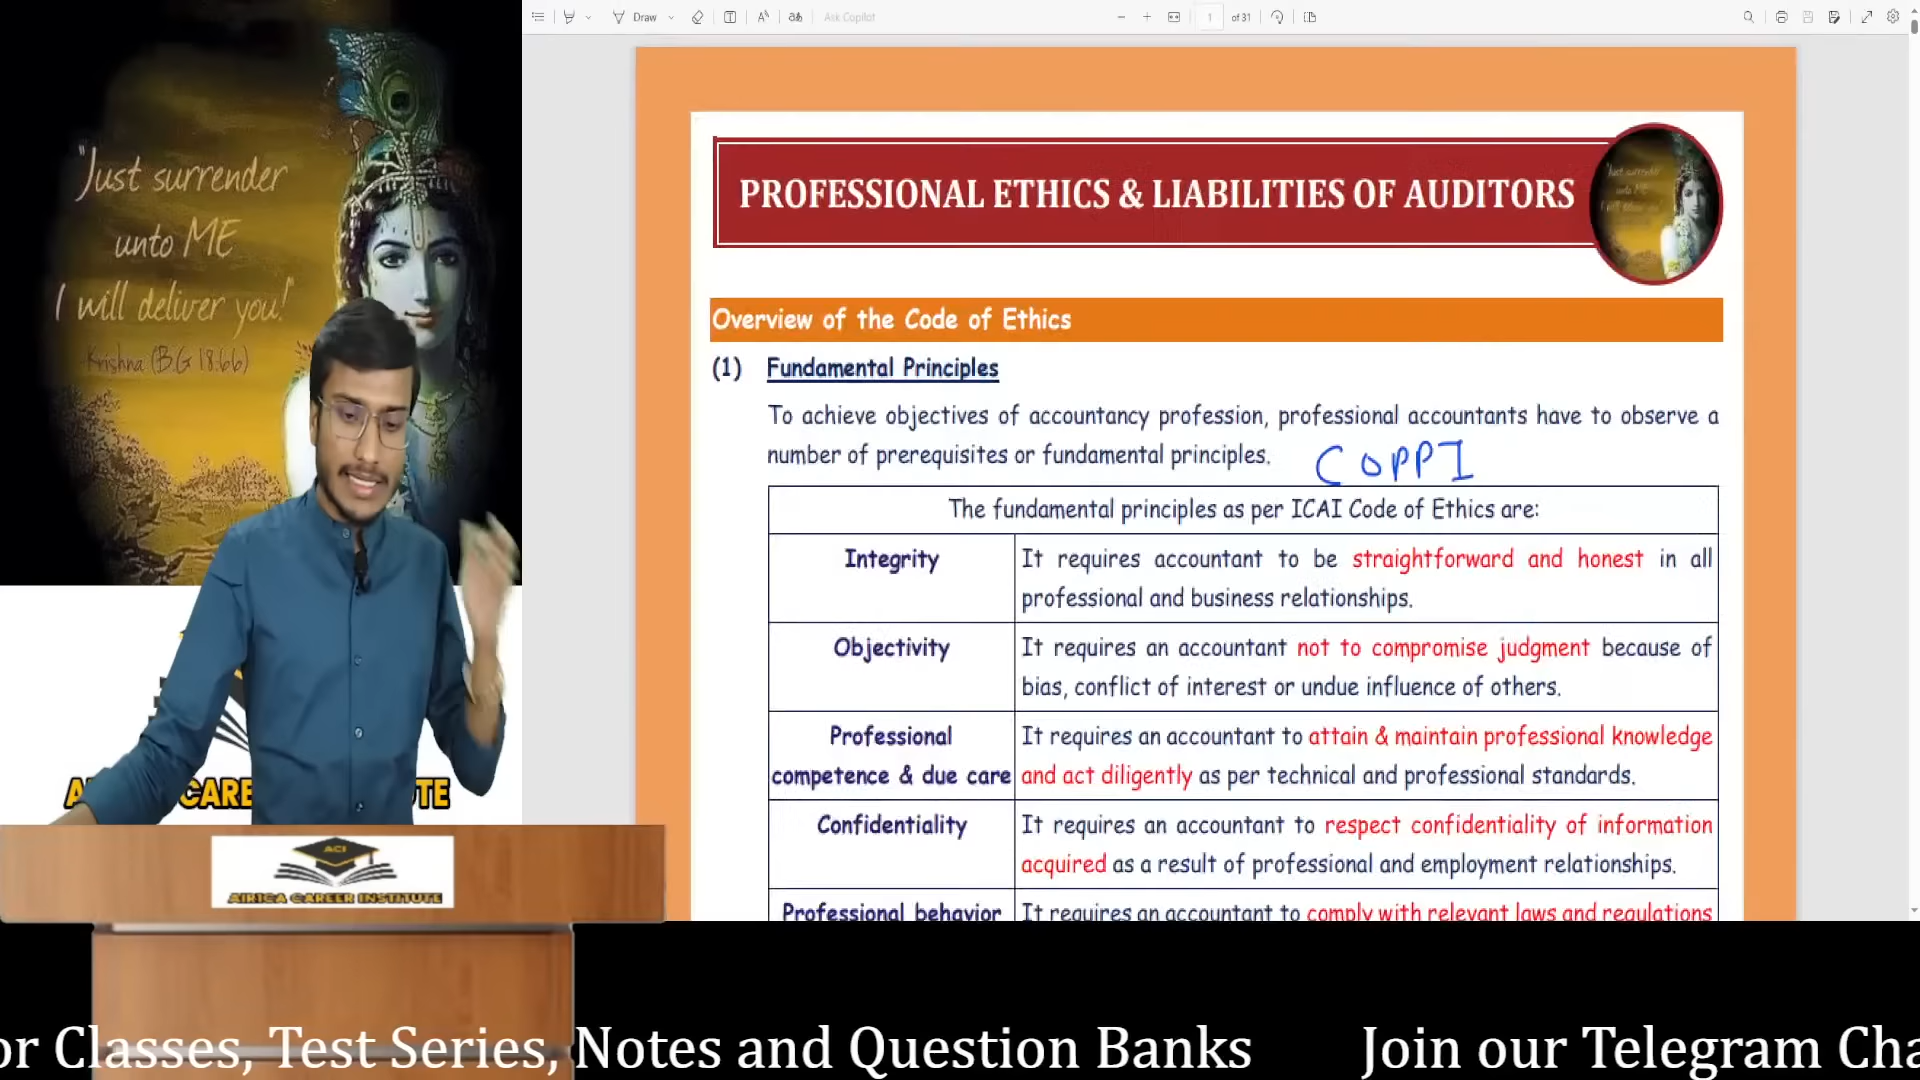 "Just surrender
unto ME
I will deliver you!"
Krishna (B.G 18.66)
CARE
TE
ACI
AIRICA CAREER INSTITUTE
Draw
Ask Copilot
1 of 31
PROFESSIONAL ETHICS & LIABILITIES OF AUDITORS
Overview of the Code of Ethics
(1) Fundamental Principles
To achieve objectives of accountancy profession, professional accountants have to observe a
number of prerequisites or fundamental principles.
COPPI
The fundamental principles as per ICAI Code of Ethics are:
Integrity
It requires accountant to be straightforward and honest in all
professional and business relationships.
Objectivity
It requires an accountant not to compromise judgment because of
bias, conflict of interest or undue influence of others.
Professional
competence & due care
It requires an accountant to attain & maintain professional knowledge
and act diligently as per technical and professional standards.
Confidentiality
It requires an accountant to respect confidentiality of information
acquired as a result of professional and employment relationships.
Professional behavior
It requires an accountant to comply with relevant laws and regulations
or Classes, Test Series, Notes and Question Banks
Join our Telegram Cha